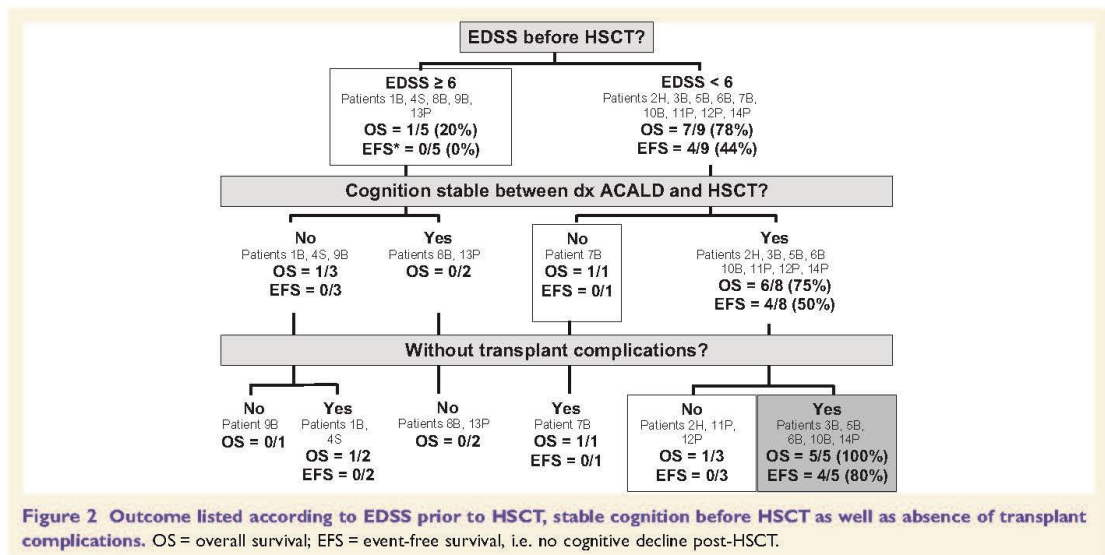 EDSS before HSCT?
EDSS ≥ 6
Patients 1B, 4S, 8B, 9B,
13P
OS = 1/5 (20%)
EFS* = 0/5 (0%)
EDSS < 6
Patients 2H, 3B, 5B, 6B, 7B,
10B, 11P, 12P, 14P
OS = 7/9 (78%)
EFS = 4/9 (44%)
Cognition stable between dx ACALD and HSCT?
No
Patients 1B, 4S, 9B
OS = 1/3
EFS = 0/3
Yes
Patients 8B, 13P
OS = 0/2
No
Patient 7B
OS = 1/1
EFS = 0/1
Yes
Patients 2H, 3B, 5B, 6B
10B, 11P, 12P, 14P
OS = 6/8 (75%)
EFS = 4/8 (50%)
Without transplant complications?
No
Patient 9B
OS = 0/1
Yes
Patients 1B,
4S
OS = 1/2
EFS = 0/2
No
Patients 8B, 13P
OS = 0/2
Yes
Patient 7B
OS = 1/1
EFS = 0/1
No
Patients 2H, 11P,
12P
OS = 1/3
EFS = 0/3
Yes
Patients 3B, 5B,
6B, 10B, 14P
OS = 5/5 (100%)
EFS = 4/5 (80%)
Figure 2 Outcome listed according to EDSS prior to HSCT, stable cognition before HSCT as well as absence of transplant
complications. OS = overall survival; EFS = event-free survival, i.e. no cognitive decline post-HSCT.